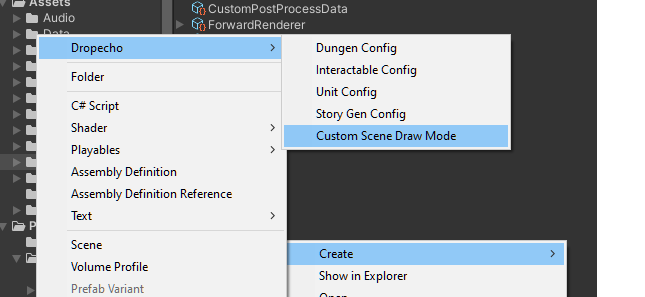 Assets
Audio
Data
CustomPostProcessData
ForwardRenderer
Dropecho
Folder
C# Script
Shader
Playables
Assembly Definition
Assembly Definition Reference
Text
Scene
Volume Profile
Prefab Variant
Dungen Config
Interactable Config
Unit Config
Story Gen Config
Custom Scene Draw Mode
Create
Show in Explorer
Open
P